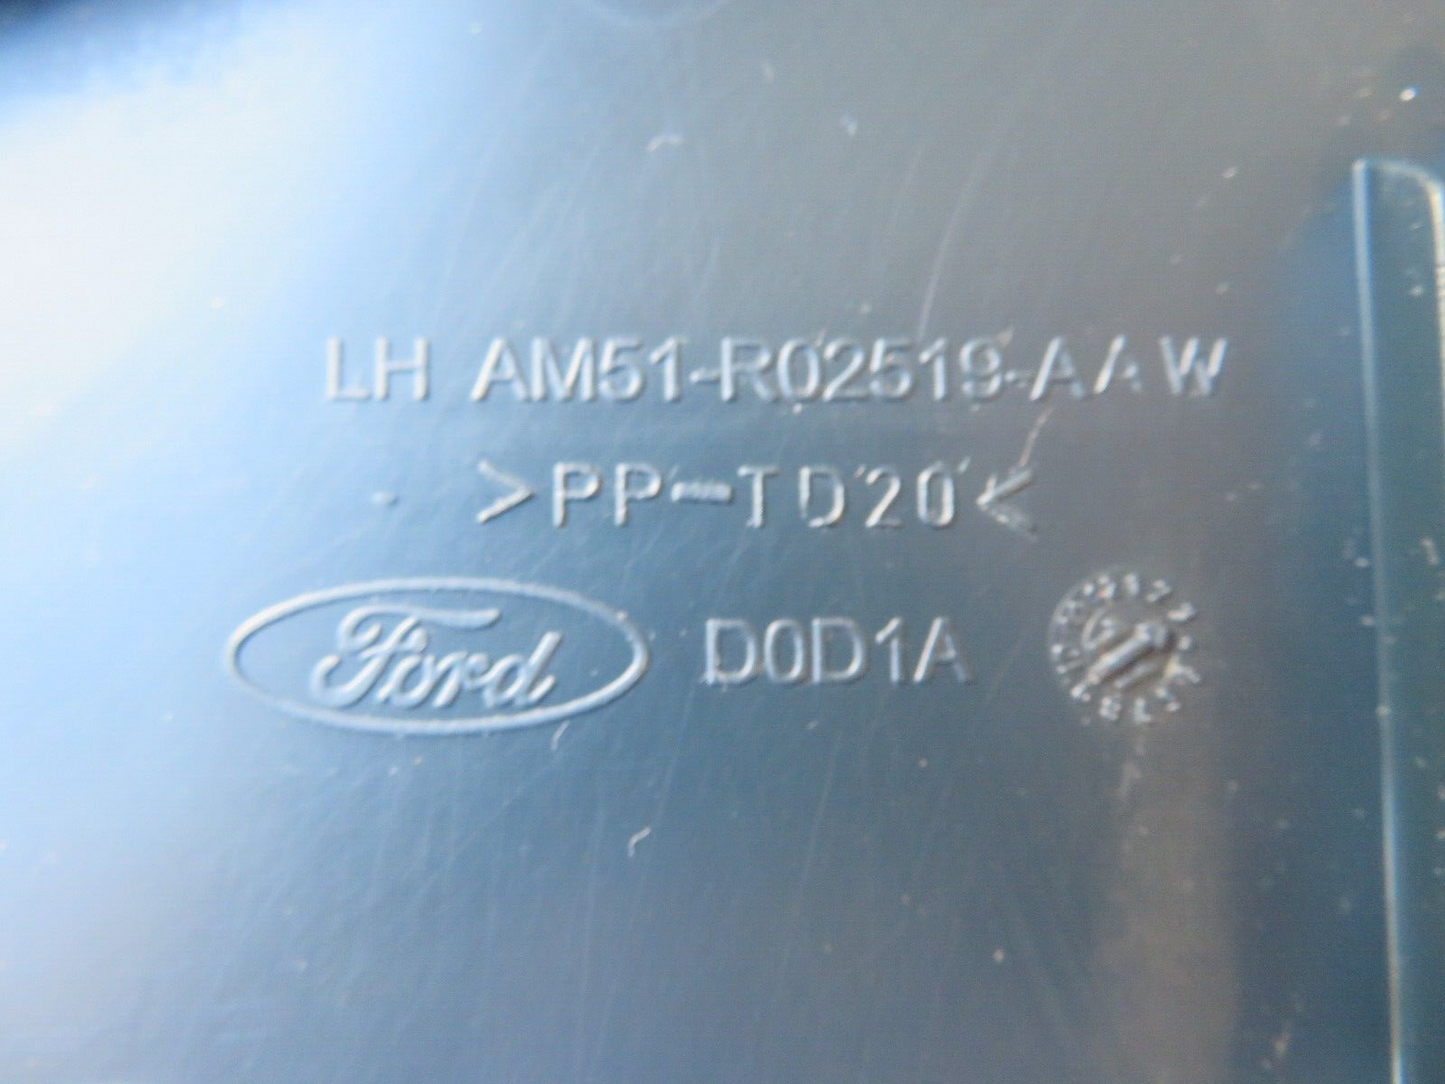 LH AM51-R02519-AAW
>PP-TD20<
Ford D0D1A